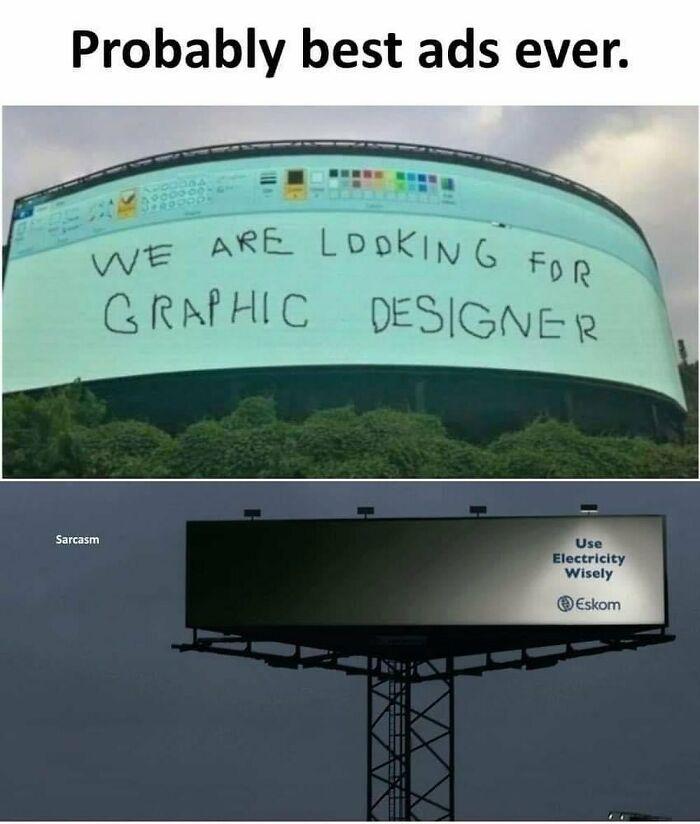 Probably best ads ever.
WE ARE LOOKING FOR
GRAPHIC DESIGNER
Sarcasm
Use
Electricity
Wisely
Eskom